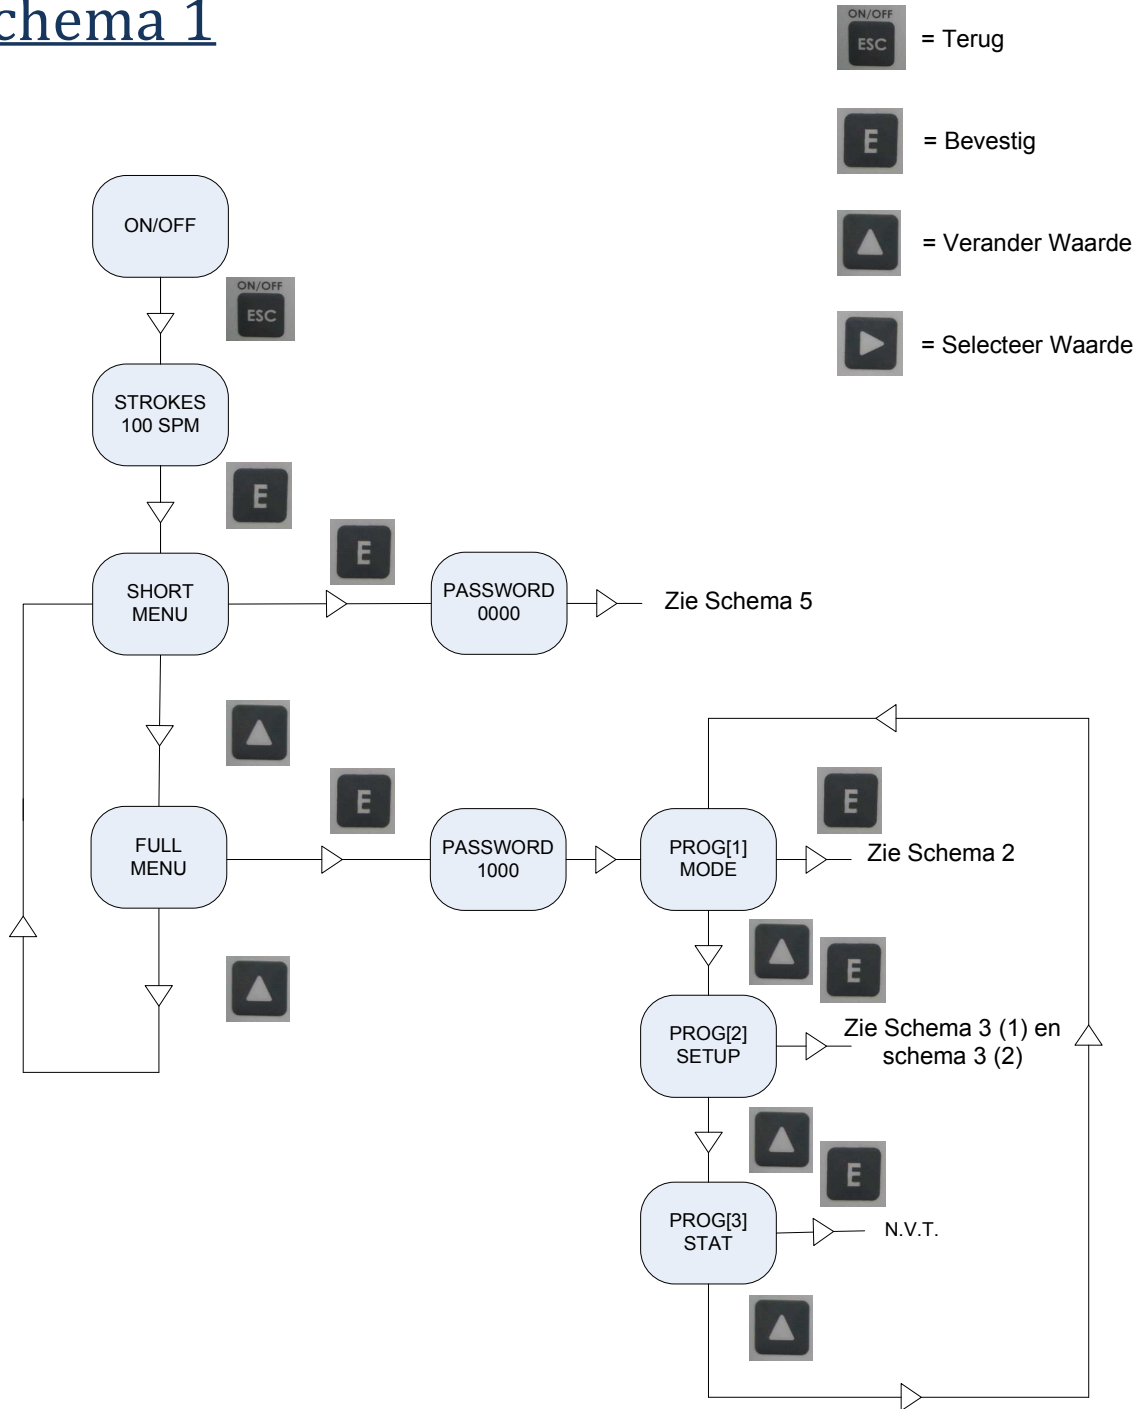 chema 1
ON/OFF
ESC
= Terug
E
= Bevestig
= Verander Waarde
= Selecteer Waarde
ON/OFF
ON/OFF
ESC
STROKES
100 SPM
E
E
SHORT
MENU
PASSWORD
0000
Zie Schema 5
E
E
FULL
MENU
PASSWORD
1000
PROG[1]
MODE
Zie Schema 2
E
PROG[2]
SETUP
Zie Schema 3 (1) en
schema 3 (2)
E
PROG[3]
STAT
N.V.T.